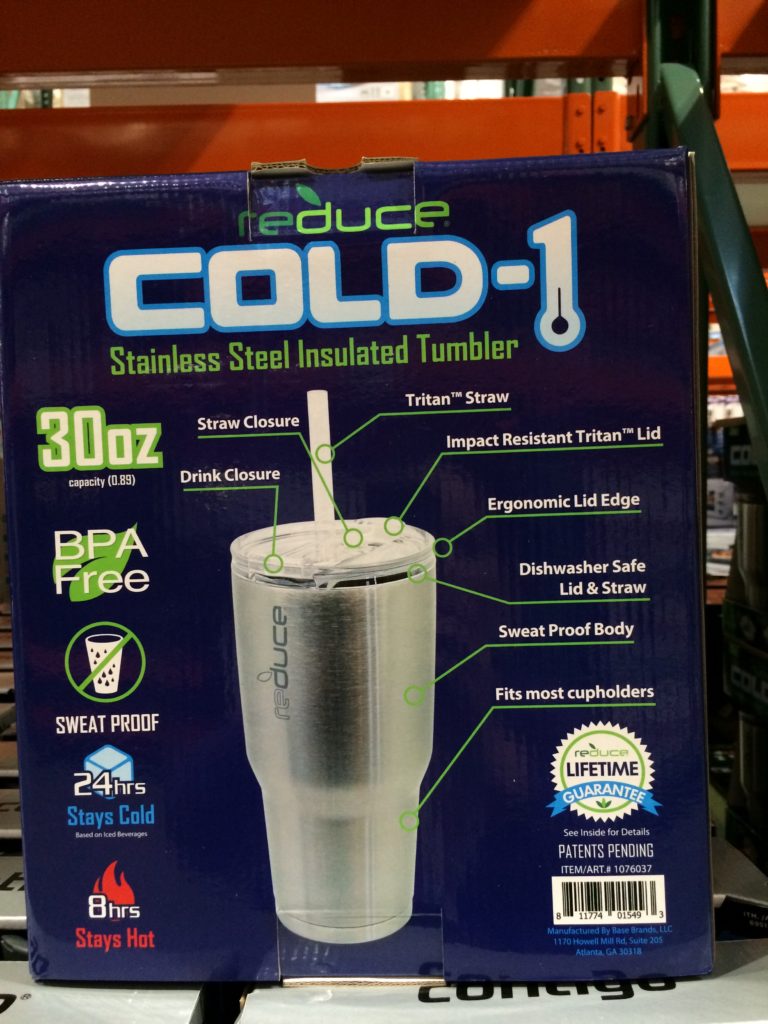 reduce
COLD-1
Stainless Steel Insulated Tumbler
30oz
capacity (0.89)
Tritan™ Straw
Straw Closure
Impact Resistant Tritan™ Lid
Drink Closure
Ergonomic Lid Edge
BPA
Free
Dishwasher Safe
Lid & Straw
reduce
Sweat Proof Body
SWEAT PROOF
Fits most cupholders
24hrs
Stays Cold
Based on Iced Beverages
8hrs
Stays Hot
reduce
LIFETIME
GUARANTEE
See Inside for Details
PATENTS PENDING
ITEM/ART.# 1076037
8 11774 01549 3
Manufactured By Base Brands, LLC
1170 Howell Mill Rd, Suite 205
Atlanta, GA 30318
COLD
contigo